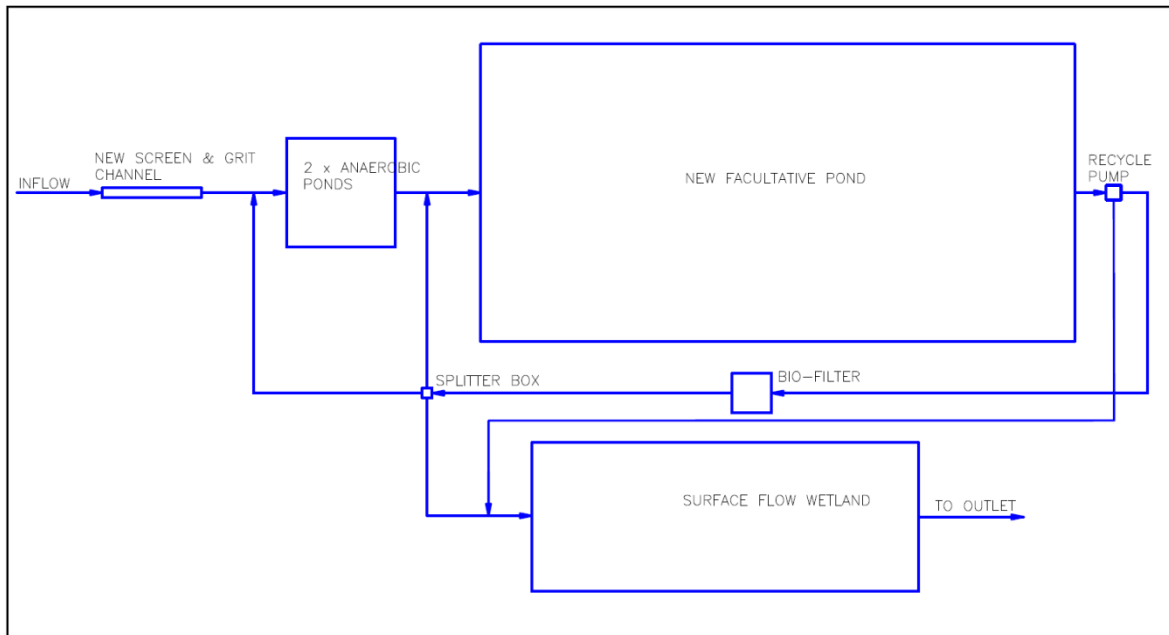 NEW SCREEN & GRIT
CHANNEL
INFLOW
2 x ANAEROBIC
PONDS
NEW FACULTATIVE POND
RECYCLE
PUMP
SPLITTER BOX
BIO-FILTER
SURFACE FLOW WETLAND
TO OUTLET